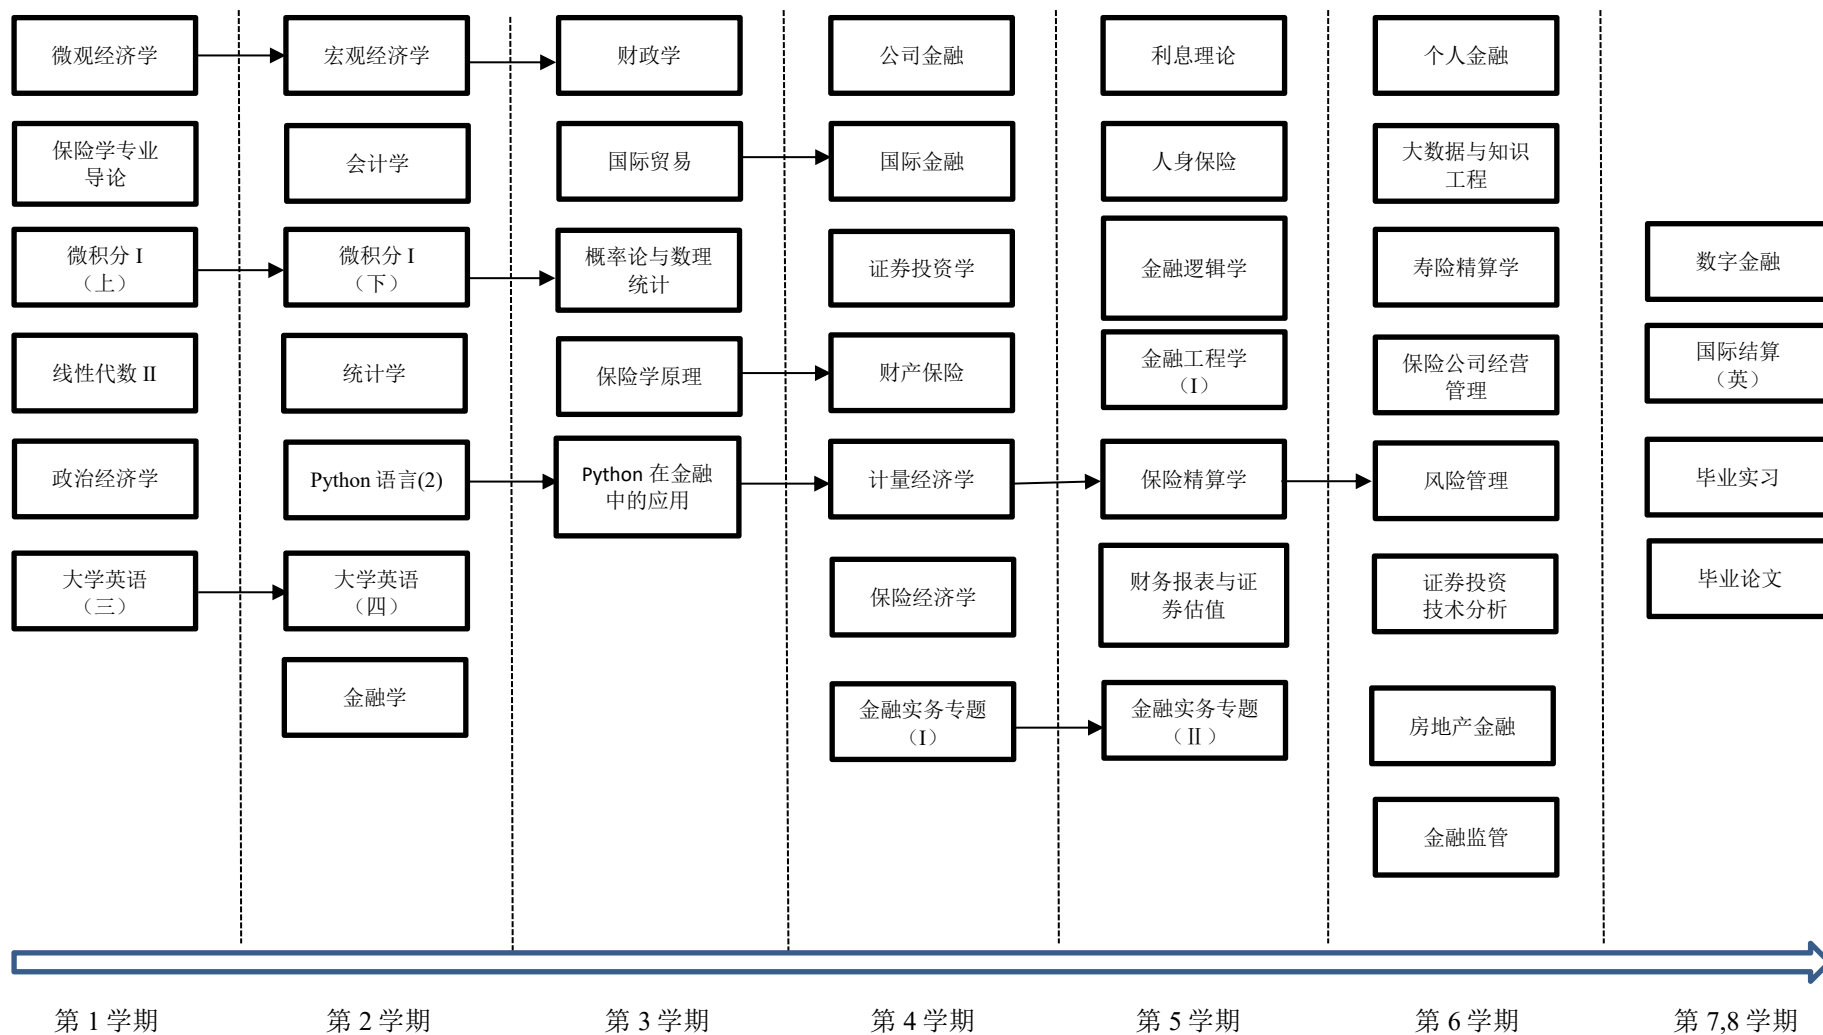 微观经济学
宏观经济学
财政学
公司金融
利息理论
个人金融
保险学专业
导论
会计学
国际贸易
国际金融
人身保险
大数据与知识
工程
微积分 I
（上）
微积分 I
（下）
概率论与数理
统计
证券投资学
金融逻辑学
寿险精算学
数字金融
线性代数 II
统计学
保险学原理
财产保险
金融工程学
（I）
保险公司经营
管理
国际结算
（英）
政治经济学
Python 语言(2)
Python 在金融
中的应用
计量经济学
保险精算学
风险管理
毕业实习
大学英语
（三）
大学英语
（四）
保险经济学
财务报表与证
券估值
证券投资
技术分析
毕业论文
金融学
金融实务专题
（I）
金融实务专题
（Ⅱ）
房地产金融
金融监管
第 1 学期
第 2 学期
第 3 学期
第 4 学期
第 5 学期
第 6 学期
第 7,8 学期